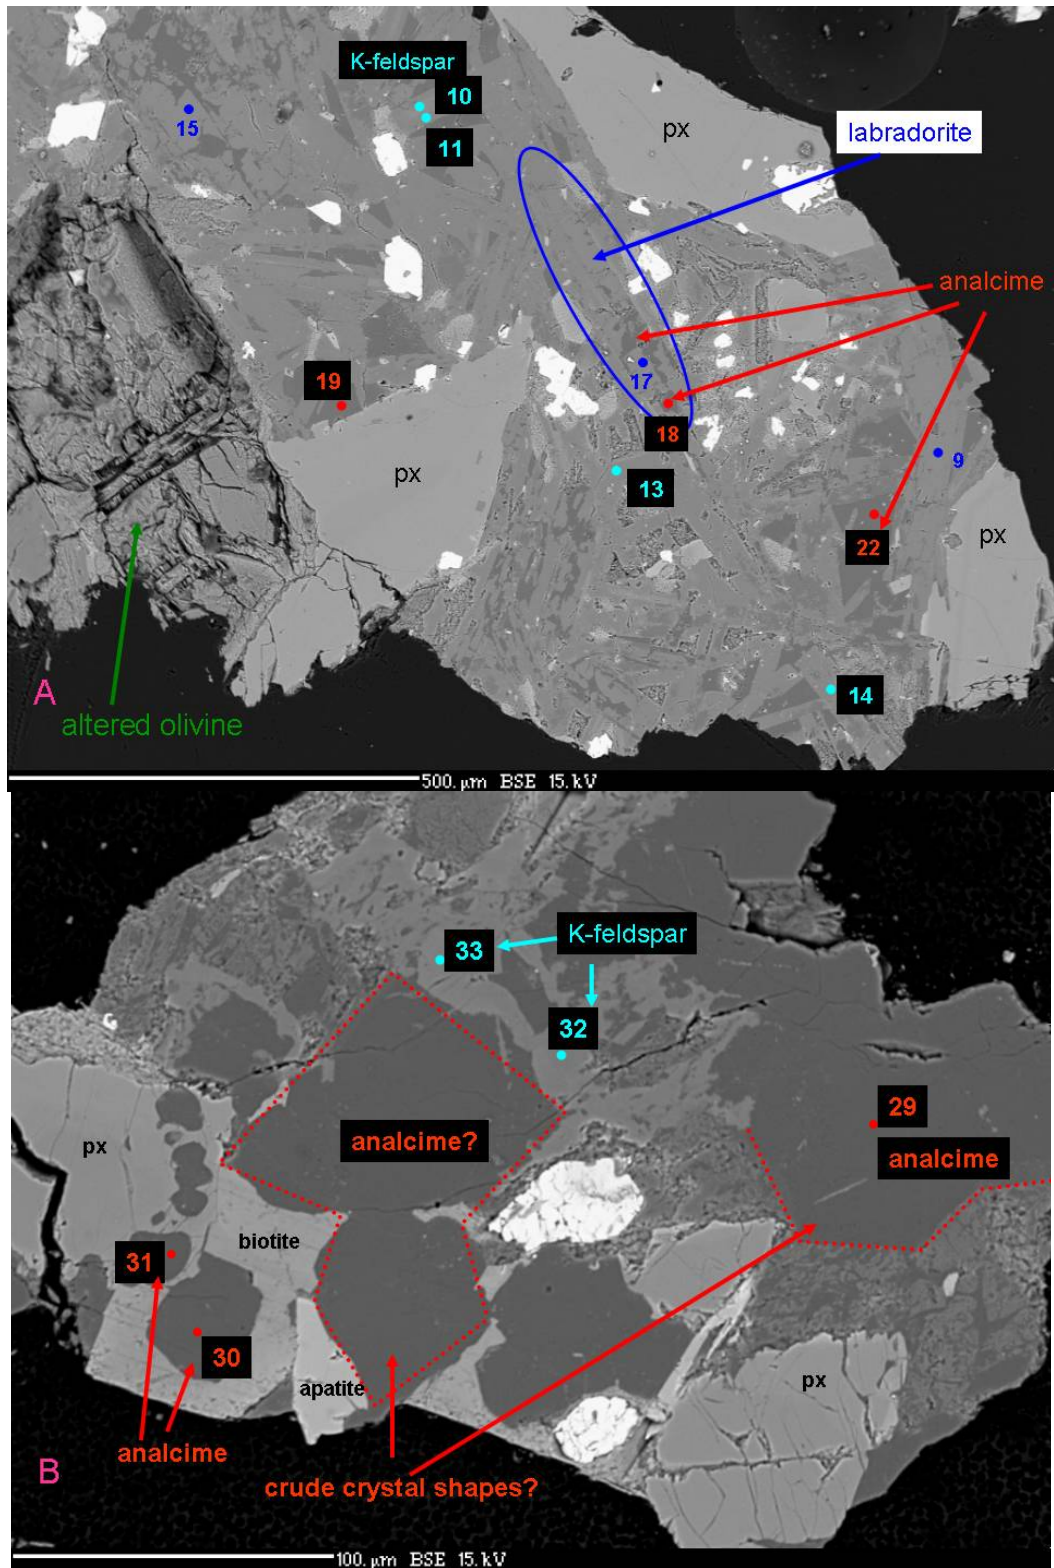 K-feldspar
10
15
11
px
labradorite
analcime
19
17
18
9
px
13
px
22
14
A
altered olivine
500. µm BSE 15. kV
33
K-feldspar
32
29
analcime? analcime
px
biotite
31
30
apatite
px
analcime
B
crude crystal shapes?
100. µm BSE 15. kV